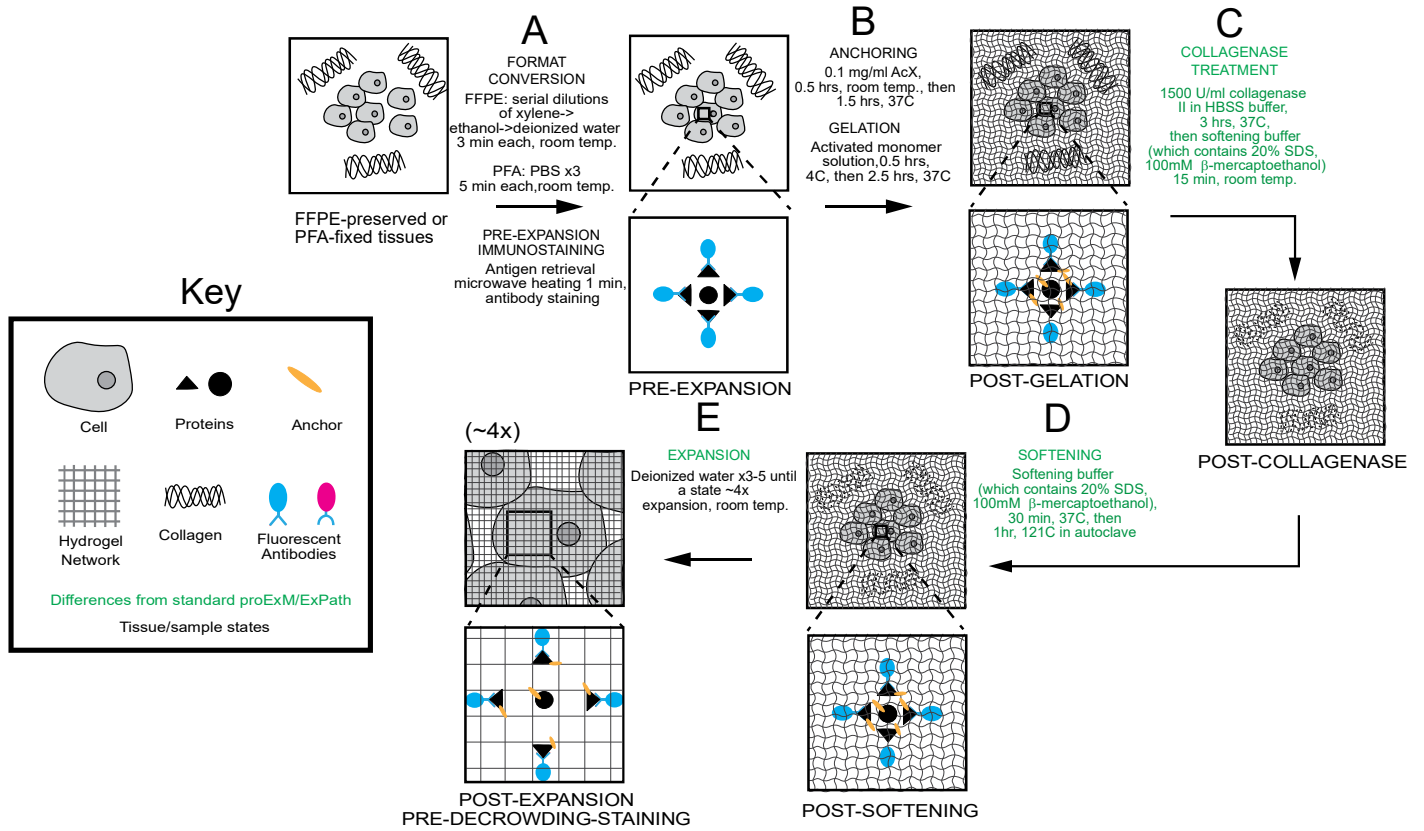 A
FORMAT
CONVERSION
FFPE: serial dilutions
of xylene->
ethanol->deionized water
3 min each, room temp.
PFA: PBS x3
5 min each,room temp.
PRE-EXPANSION
IMMUNOSTAINING
Antigen retrieval
microwave heating 1 min,
antibody staining
FFPE-preserved or
PFA-fixed tissues
PRE-EXPANSION
B
ANCHORING
0.1 mg/ml AcX,
0.5 hrs, room temp., then
1.5 hrs, 37C
GELATION
Activated monomer
solution,0.5 hrs,
4C, then 2.5 hrs, 37C
POST-GELATION
C
COLLAGENASE
TREATMENT
1500 U/ml collagenase
II in HBSS buffer,
3 hrs, 37C,
then softening buffer
(which contains 20% SDS,
100mM β-mercaptoethanol)
15 min, room temp.
POST-COLLAGENASE
D
SOFTENING
Softening buffer
(which contains 20% SDS,
100mM β-mercaptoethanol),
30 min, 37C, then
1hr, 121C in autoclave
POST-SOFTENING
E
EXPANSION
Deionized water x3-5 until
a state ~4x
expansion, room temp.
(~4x)
POST-EXPANSION
PRE-DECROWDING-STAINING
Key
Cell
Proteins
Anchor
Hydrogel
Network
Collagen
Fluorescent
Antibodies
Differences from standard proExM/ExPath
Tissue/sample states